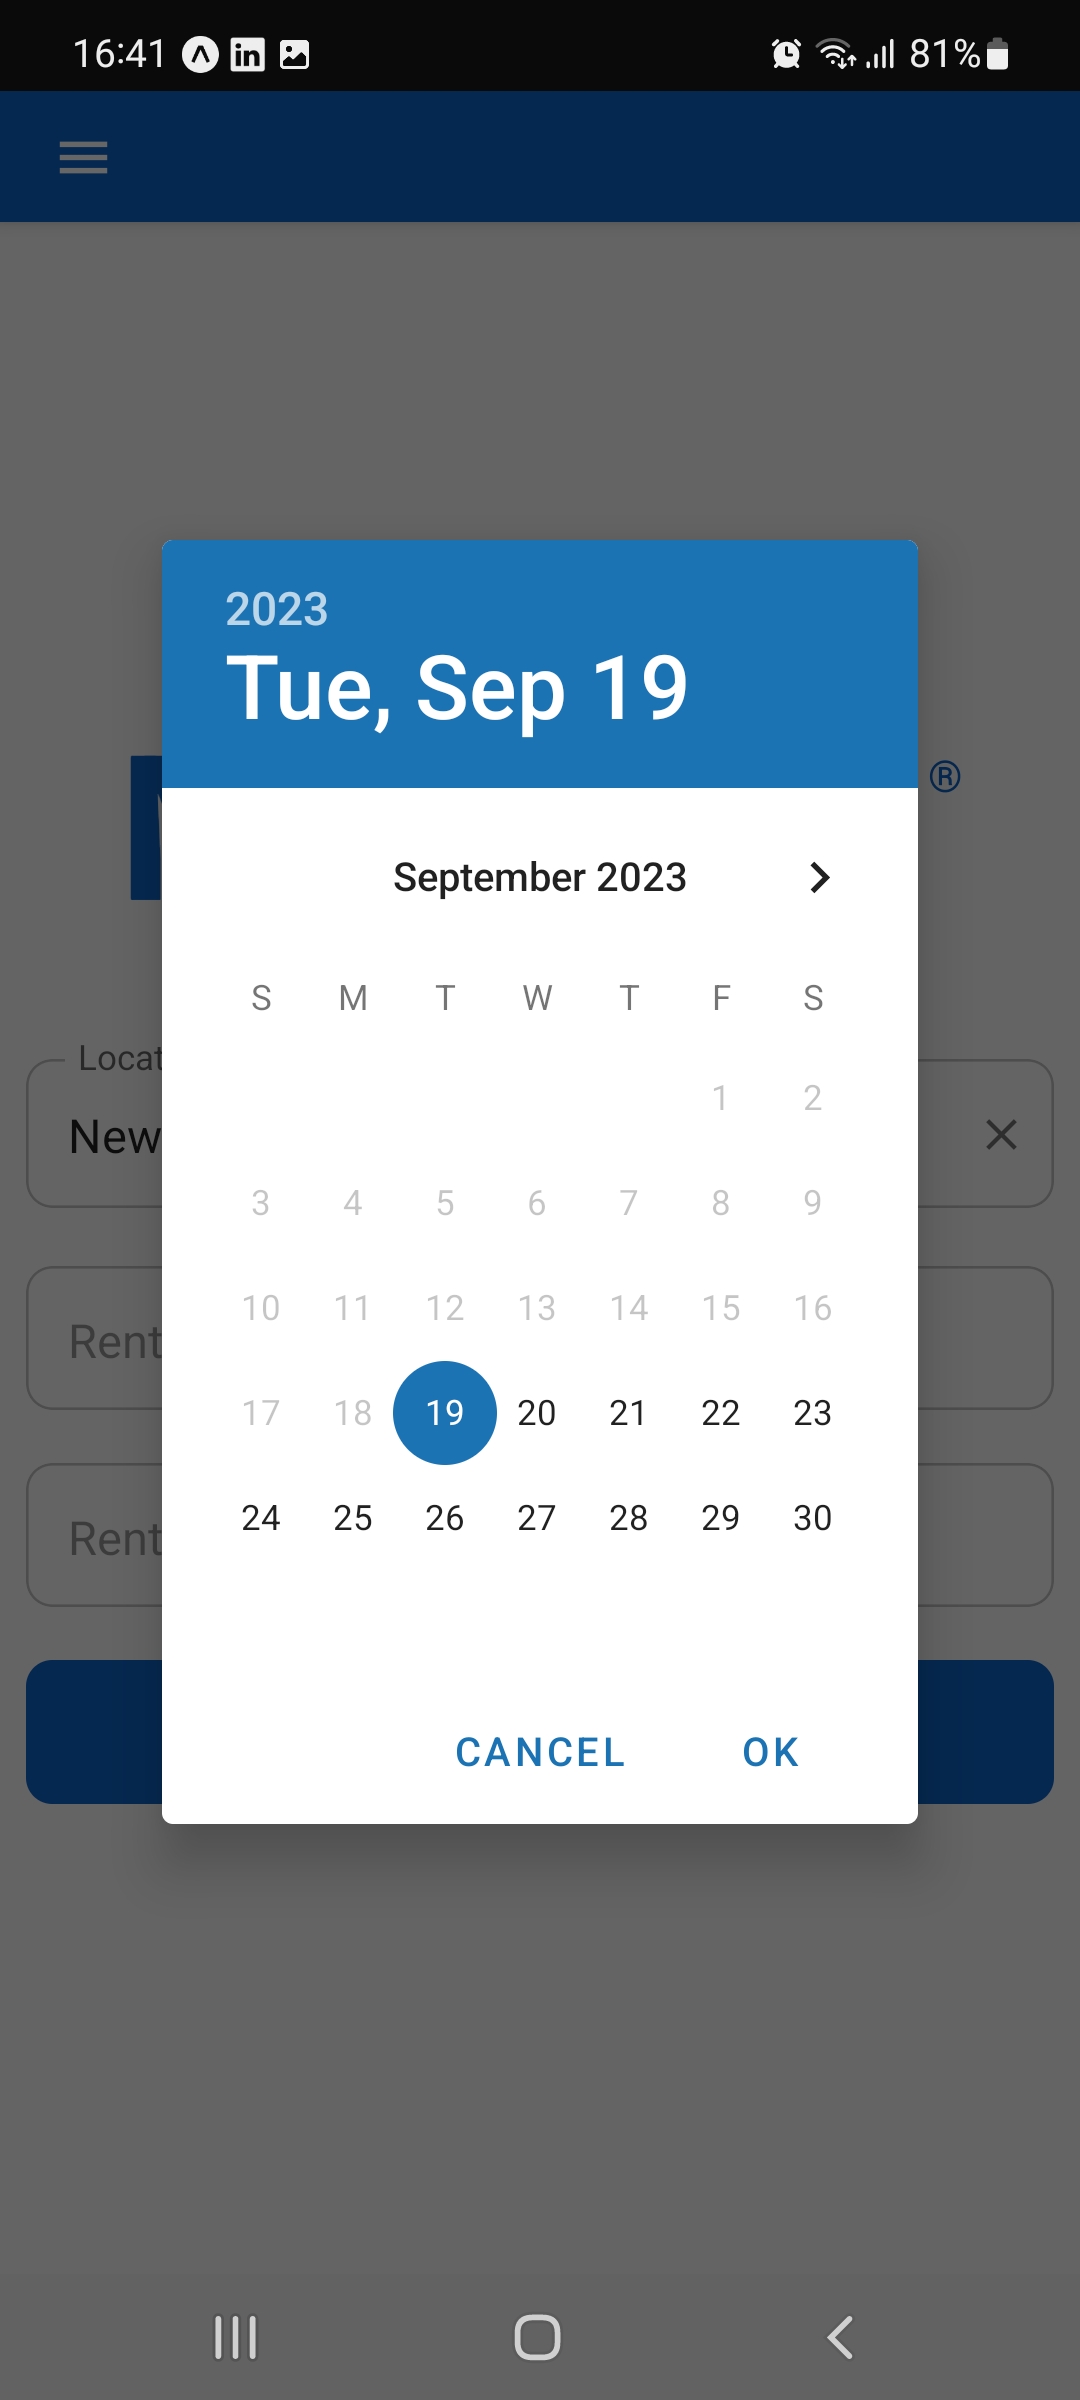 16:41 in 81%
2023
Tue, Sep 19
®
September 2023
S M T W T F S
1 2
3 4 5 6 7 8 9
10 11 12 13 14 15 16
17 18 19 20 21 22 23
24 25 26 27 28 29 30
Locat
New
Rent
Rent
CANCEL OK